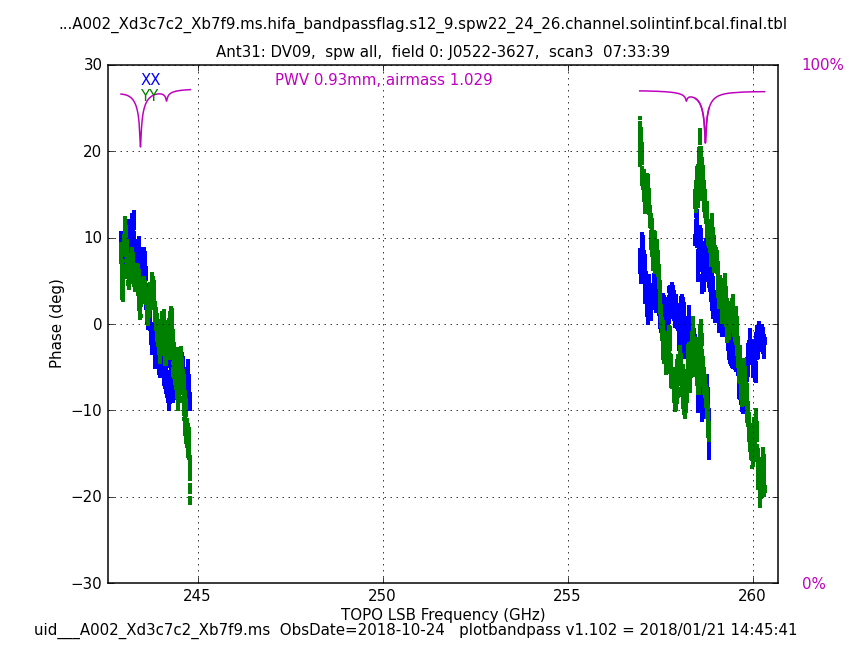 ...A002_Xd3c7c2_Xb7f9.ms.hifa_bandpassflag.s12_9.spw22_24_26.channel.solintinf.bcal.final.tbl
Ant31: DV09,  spw all,  field 0: J0522-3627,  scan3  07:33:39
30 100%
XX PWV 0.93mm, airmass 1.029
YY
20
10
Phase (deg)
0
−10
−20
−30 0%
245 250 255 260
TOPO LSB Frequency (GHz)
uid___A002_Xd3c7c2_Xb7f9.ms  ObsDate=2018-10-24   plotbandpass v1.102 = 2018/01/21 14:45:41